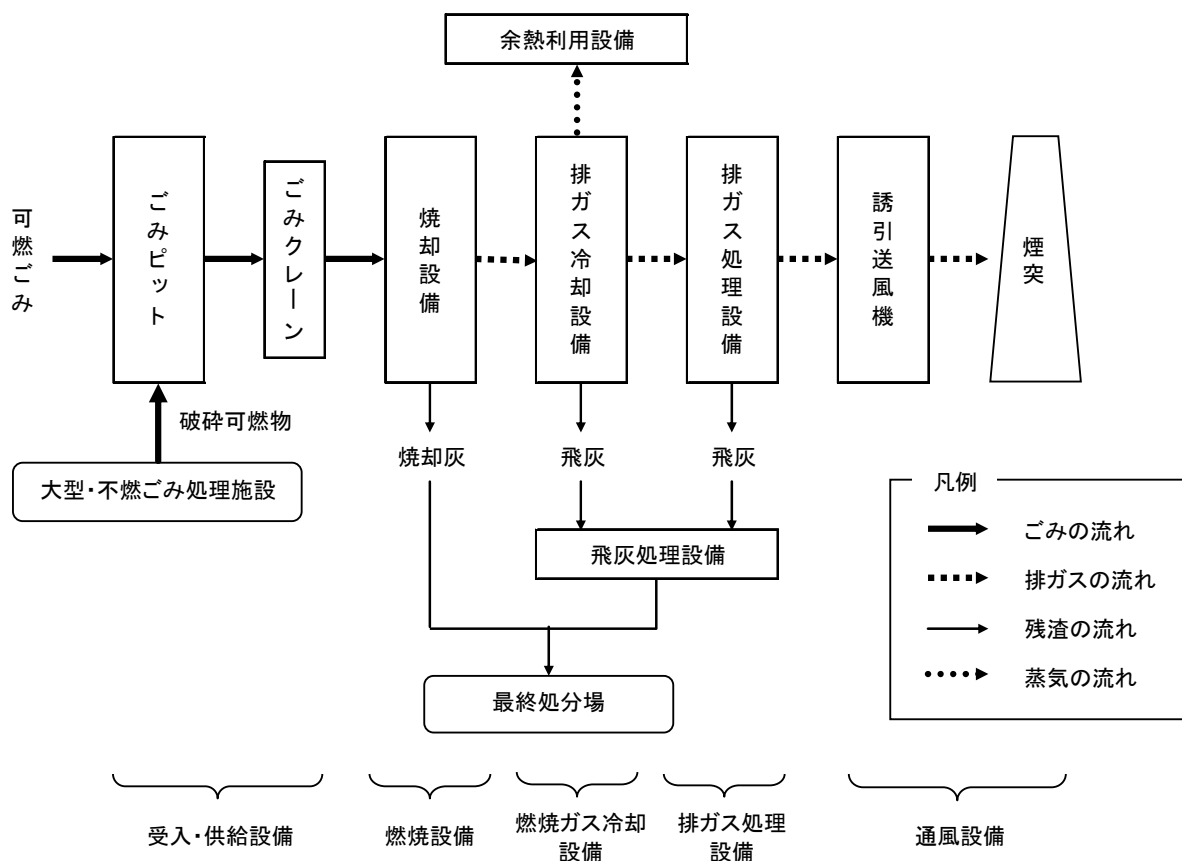 余熱利用設備
可燃ごみ
ごみピット
ごみクレーン
焼却設備
排ガス冷却設備
排ガス処理設備
誘引送風機
煙突
破砕可燃物
大型・不燃ごみ処理施設
焼却灰
飛灰
飛灰
飛灰処理設備
最終処分場
凡例
ごみの流れ
排ガスの流れ
残渣の流れ
蒸気の流れ
受入・供給設備
燃焼設備
燃焼ガス冷却
設備
排ガス処理
設備
通風設備